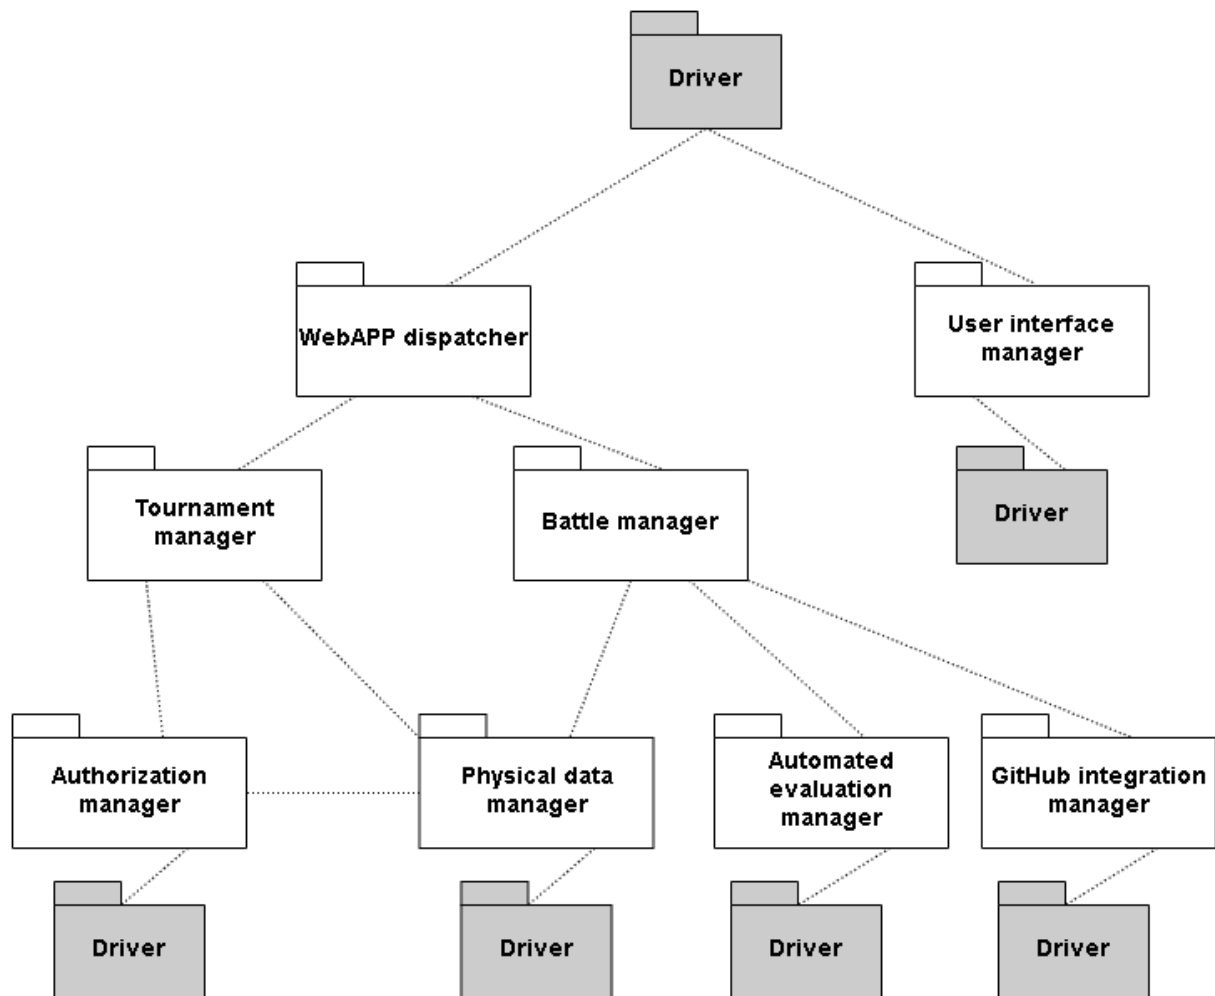 Driver
WebAPP dispatcher
User interface
manager
Tournament
manager
Battle manager
Driver
Authorization
manager
Physical data
manager
Automated
evaluation
manager
GitHub integration
manager
Driver
Driver
Driver
Driver